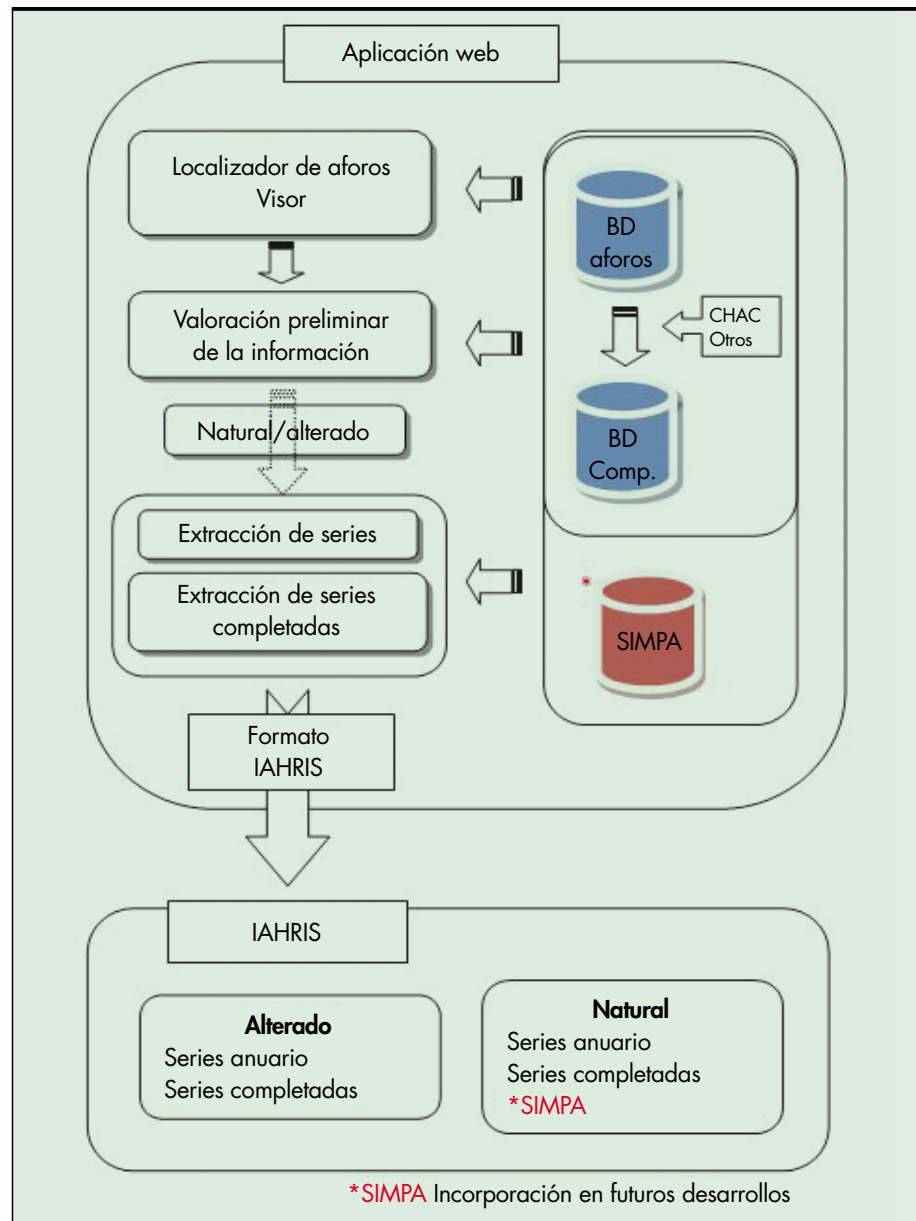 Aplicación web
Localizador de aforos
Visor
Valoración preliminar
de la información
Natural/alterado
Extracción de series
Extracción de series
completadas
BD
aforos
CHAC
Otros
BD
Comp.
*
SIMPA
Formato
IAHRIS
IAHRIS
Alterado
Series anuario
Series completadas
Natural
Series anuario
Series completadas
*SIMPA
*SIMPA Incorporación en futuros desarrollos